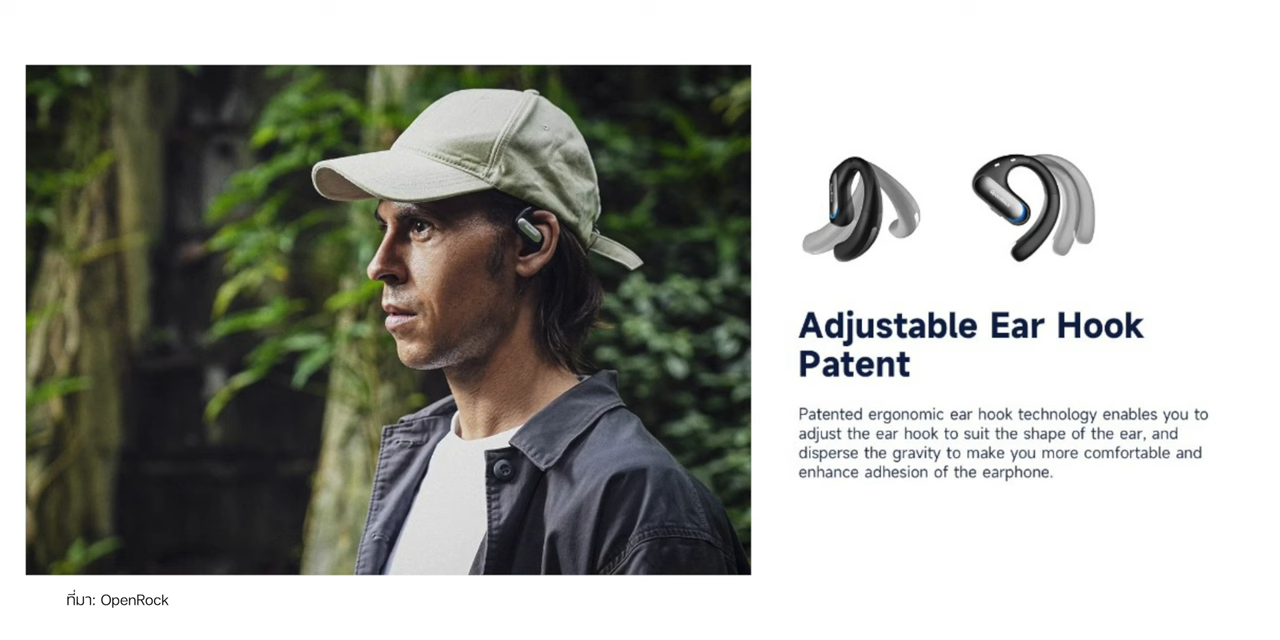 Adjustable Ear Hook
Patent
Patented ergonomic ear hook technology enables you to
adjust the ear hook to suit the shape of the ear, and
disperse the gravity to make you more comfortable and
enhance adhesion of the earphone.
ที่มา: OpenRock